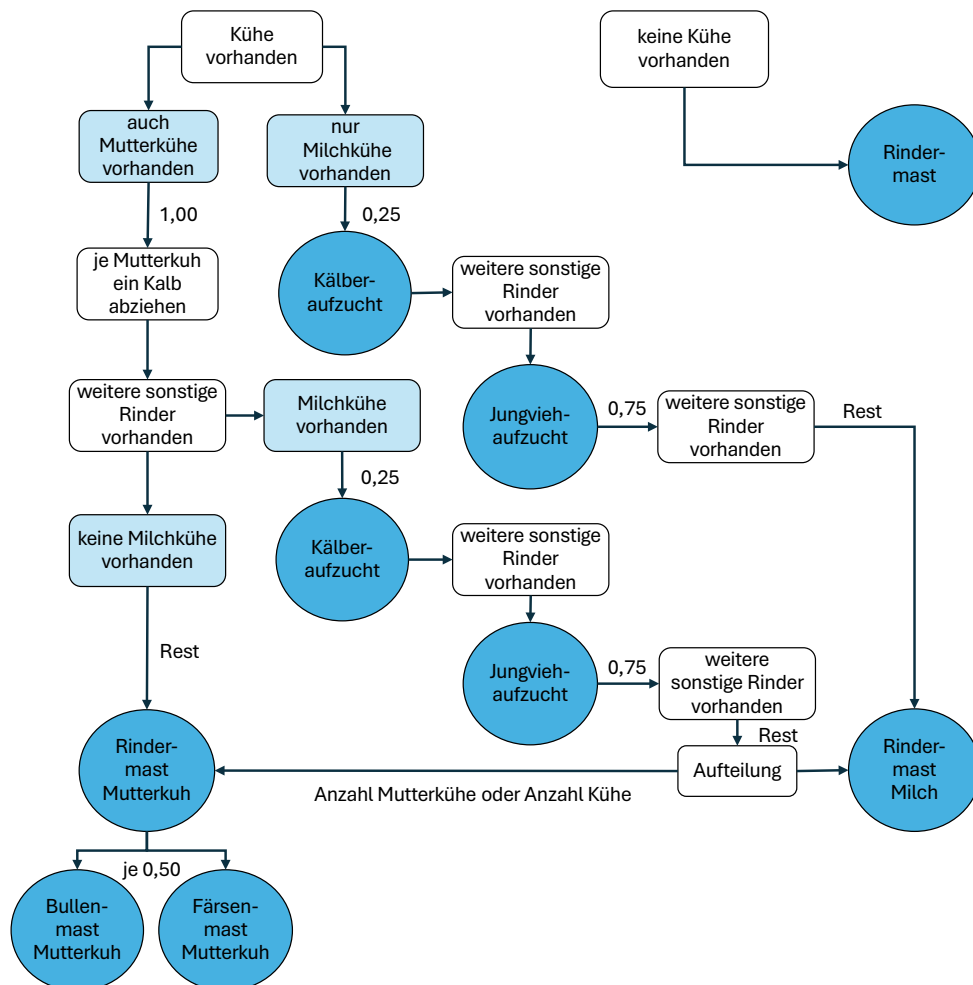 Kühe
vorhanden
keine Kühe
vorhanden
auch
Mutterkühe
vorhanden
nur
Milchkühe
vorhanden
Rinder-
mast
1,00
0,25
je Mutterkuh
ein Kalb
abziehen
Kälber-
aufzucht
weitere sonstige
Rinder
vorhanden
weitere sonstige
Rinder
vorhanden
Milchkühe
vorhanden
Jungvieh-
aufzucht
0,75
weitere sonstige
Rinder
vorhanden
Rest
0,25
keine Milchkühe
vorhanden
Kälber-
aufzucht
weitere sonstige
Rinder
vorhanden
Rest
Jungvieh-
aufzucht
0,75
weitere
sonstige Rinder
vorhanden
Rest
Rinder-
mast
Mutterkuh
Aufteilung
Rinder-
mast
Milch
Anzahl Mutterkühe oder Anzahl Kühe
je 0,50
Bullen-
mast
Mutterkuh
Färsen-
mast
Mutterkuh